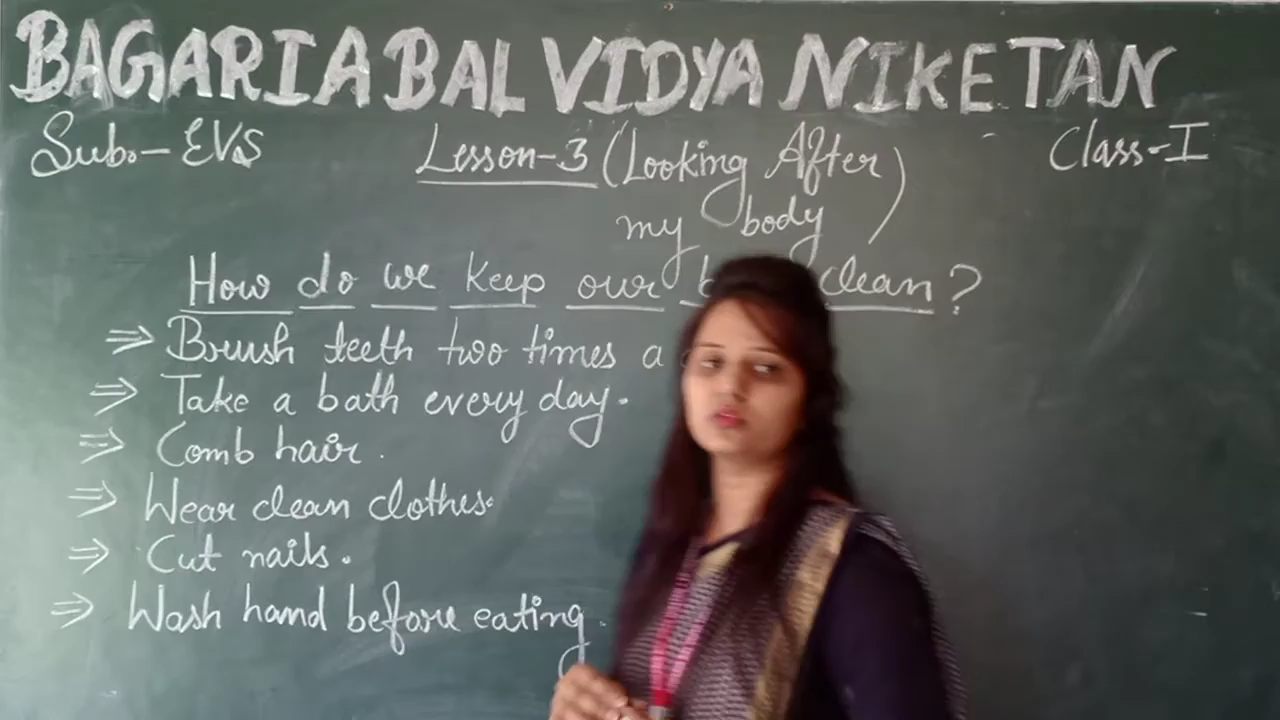 BAGARIA BAL VIDYA NIKETAN
Sub.- EVS Lesson-3 (Looking After my body) Class-I
How do we keep our clean?
⇒ Brush teeth two times a
⇒ Take a bath every day.
⇒ Comb hair.
⇒ Wear clean clothes.
⇒ Cut nails.
⇒ Wash hand before eating.